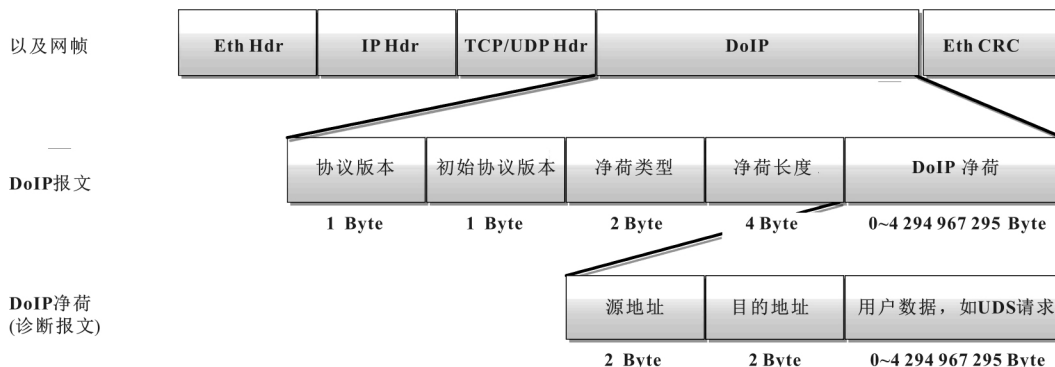 以及网帧
Eth Hdr
IP Hdr
TCP/UDP Hdr
DoIP
Eth CRC
DoIP报文
协议版本
初始协议版本
净荷类型
净荷长度
DoIP 净荷
1 Byte
1 Byte
2 Byte
4 Byte
0~4 294 967 295 Byte
DoIP净荷
(诊断报文)
源地址
目的地址
用户数据，如UDS请求
2 Byte
2 Byte
0~4 294 967 295 Byte